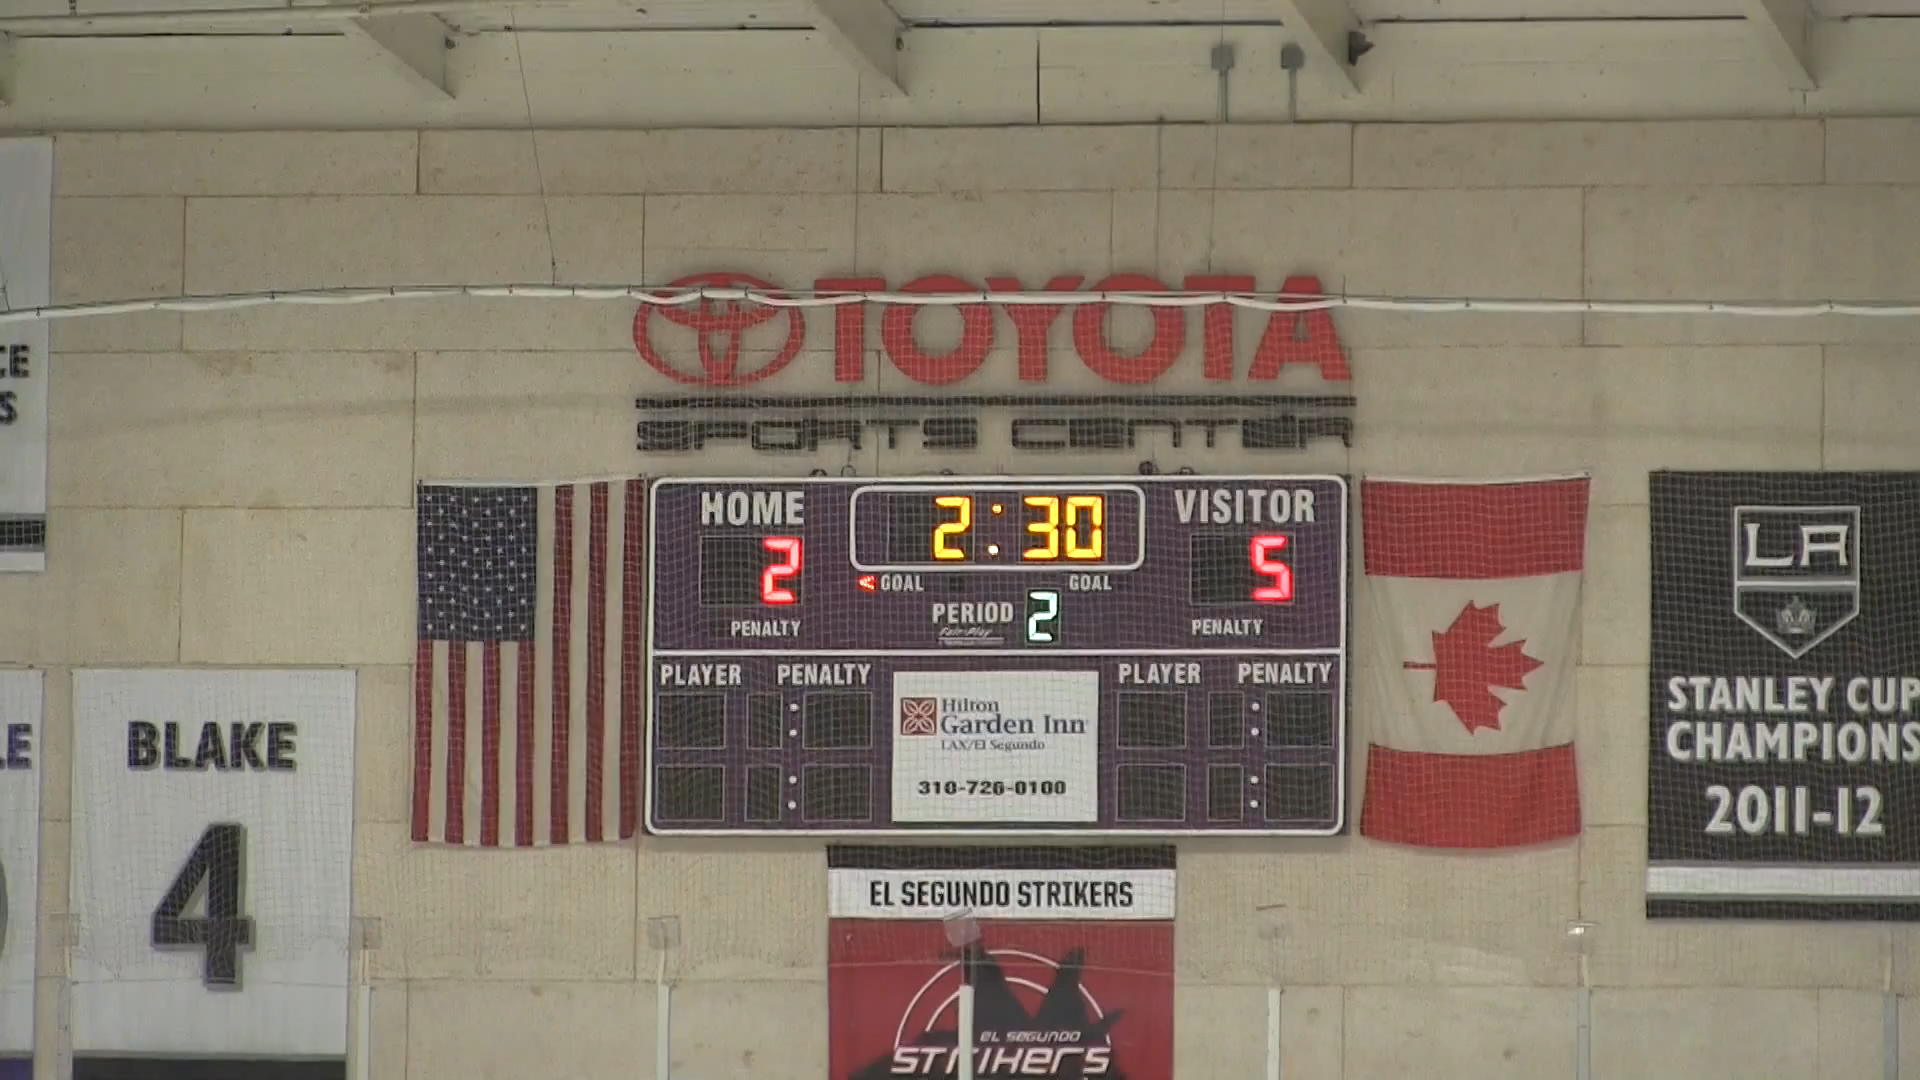 CE
S
TOYOTA
SPORTS CENTER
HOME
2:30
VISITOR
2
5
GOAL
GOAL
PERIOD 2
Fair-Play
PENALTY
PENALTY
PLAYER PENALTY
PLAYER PENALTY
Hilton
Garden Inn
LAX/El Segundo
310-726-0100
LA
STANLEY CUP
CHAMPIONS
2011-12
LE
BLAKE
4
EL SEGUNDO STRIKERS
EL SEGUNDO
STRIKERS